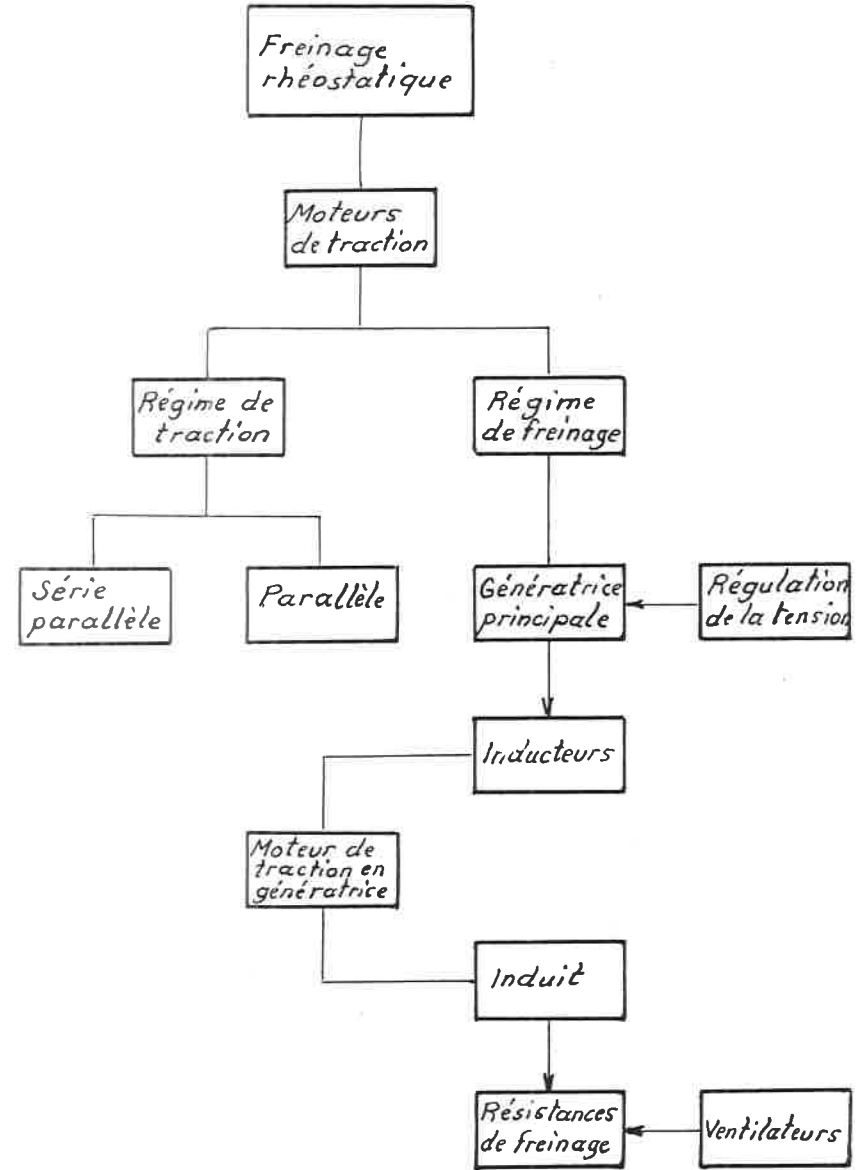 Freinage
rhéostatique
Moteurs
de traction
Régime de
traction
Régime
de freinage
Série
parallèle
Parallèle
Génératrice
principale
Régulation
de la tension
Inducteurs
Moteur de
traction en
génératrice
Induit
Résistances
de freinage
Ventilateurs